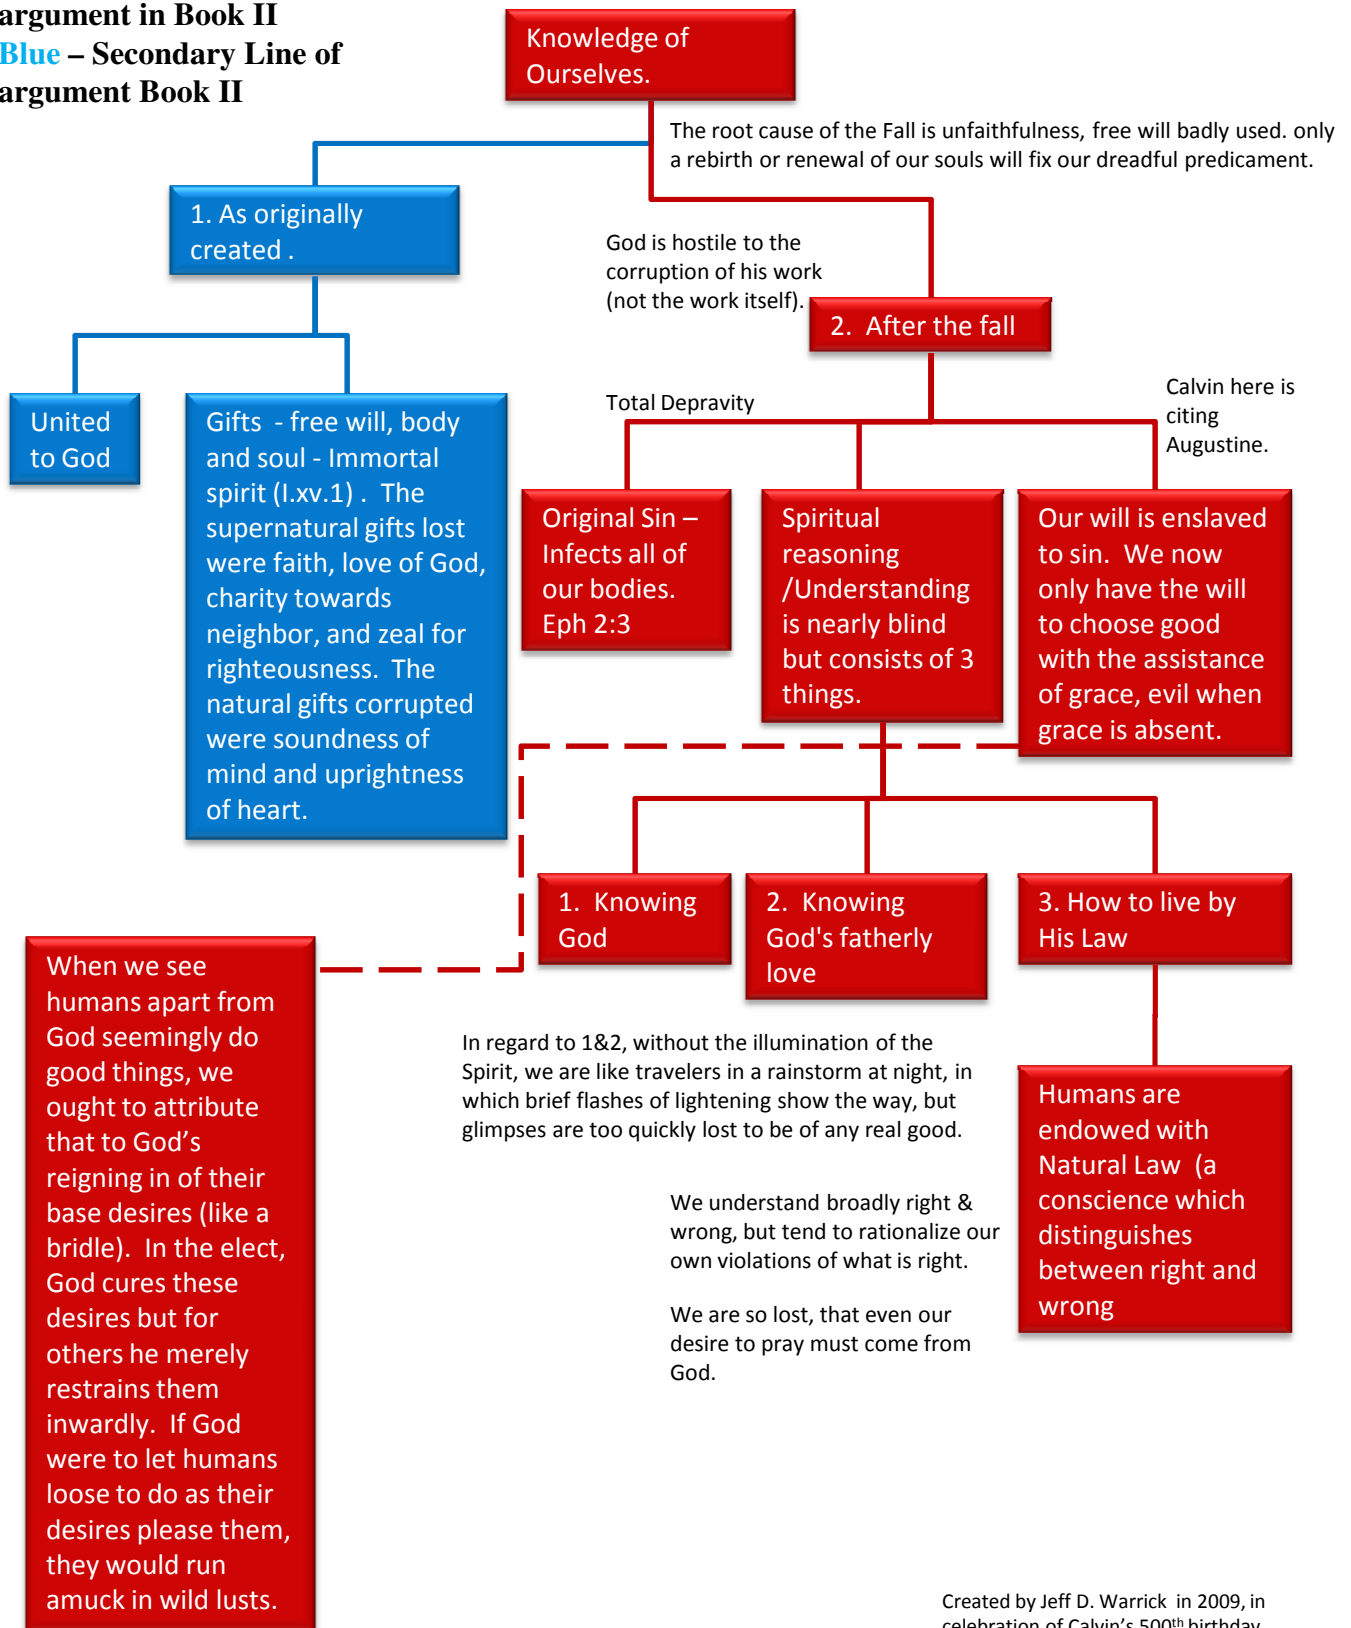 argument in Book II
Blue – Secondary Line of
argument Book II
Knowledge of
Ourselves.
The root cause of the Fall is unfaithfulness, free will badly used. only
a rebirth or renewal of our souls will fix our dreadful predicament.
1. As originally
created .
God is hostile to the
corruption of his work
(not the work itself).
2. After the fall
United
to God
Gifts - free will, body
and soul - Immortal
spirit (I.xv.1) . The
supernatural gifts lost
were faith, love of God,
charity towards
neighbor, and zeal for
righteousness. The
natural gifts corrupted
were soundness of
mind and uprightness
of heart.
Total Depravity
Calvin here is
citing
Augustine.
Original Sin –
Infects all of
our bodies.
Eph 2:3
Spiritual
reasoning
/Understanding
is nearly blind
but consists of 3
things.
Our will is enslaved
to sin. We now
only have the will
to choose good
with the assistance
of grace, evil when
grace is absent.
1. Knowing
God
2. Knowing
God's fatherly
love
3. How to live by
His Law
When we see
humans apart from
God seemingly do
good things, we
ought to attribute
that to God’s
reigning in of their
base desires (like a
bridle). In the elect,
God cures these
desires but for
others he merely
restrains them
inwardly. If God
were to let humans
loose to do as their
desires please them,
they would run
amuck in wild lusts.
In regard to 1&2, without the illumination of the
Spirit, we are like travelers in a rainstorm at night, in
which brief flashes of lightening show the way, but
glimpses are too quickly lost to be of any real good.
Humans are
endowed with
Natural Law (a
conscience which
distinguishes
between right and
wrong
We understand broadly right &
wrong, but tend to rationalize our
own violations of what is right.
We are so lost, that even our
desire to pray must come from
God.
Created by Jeff D. Warrick in 2009, in
celebration of Calvin’s 500th birthday